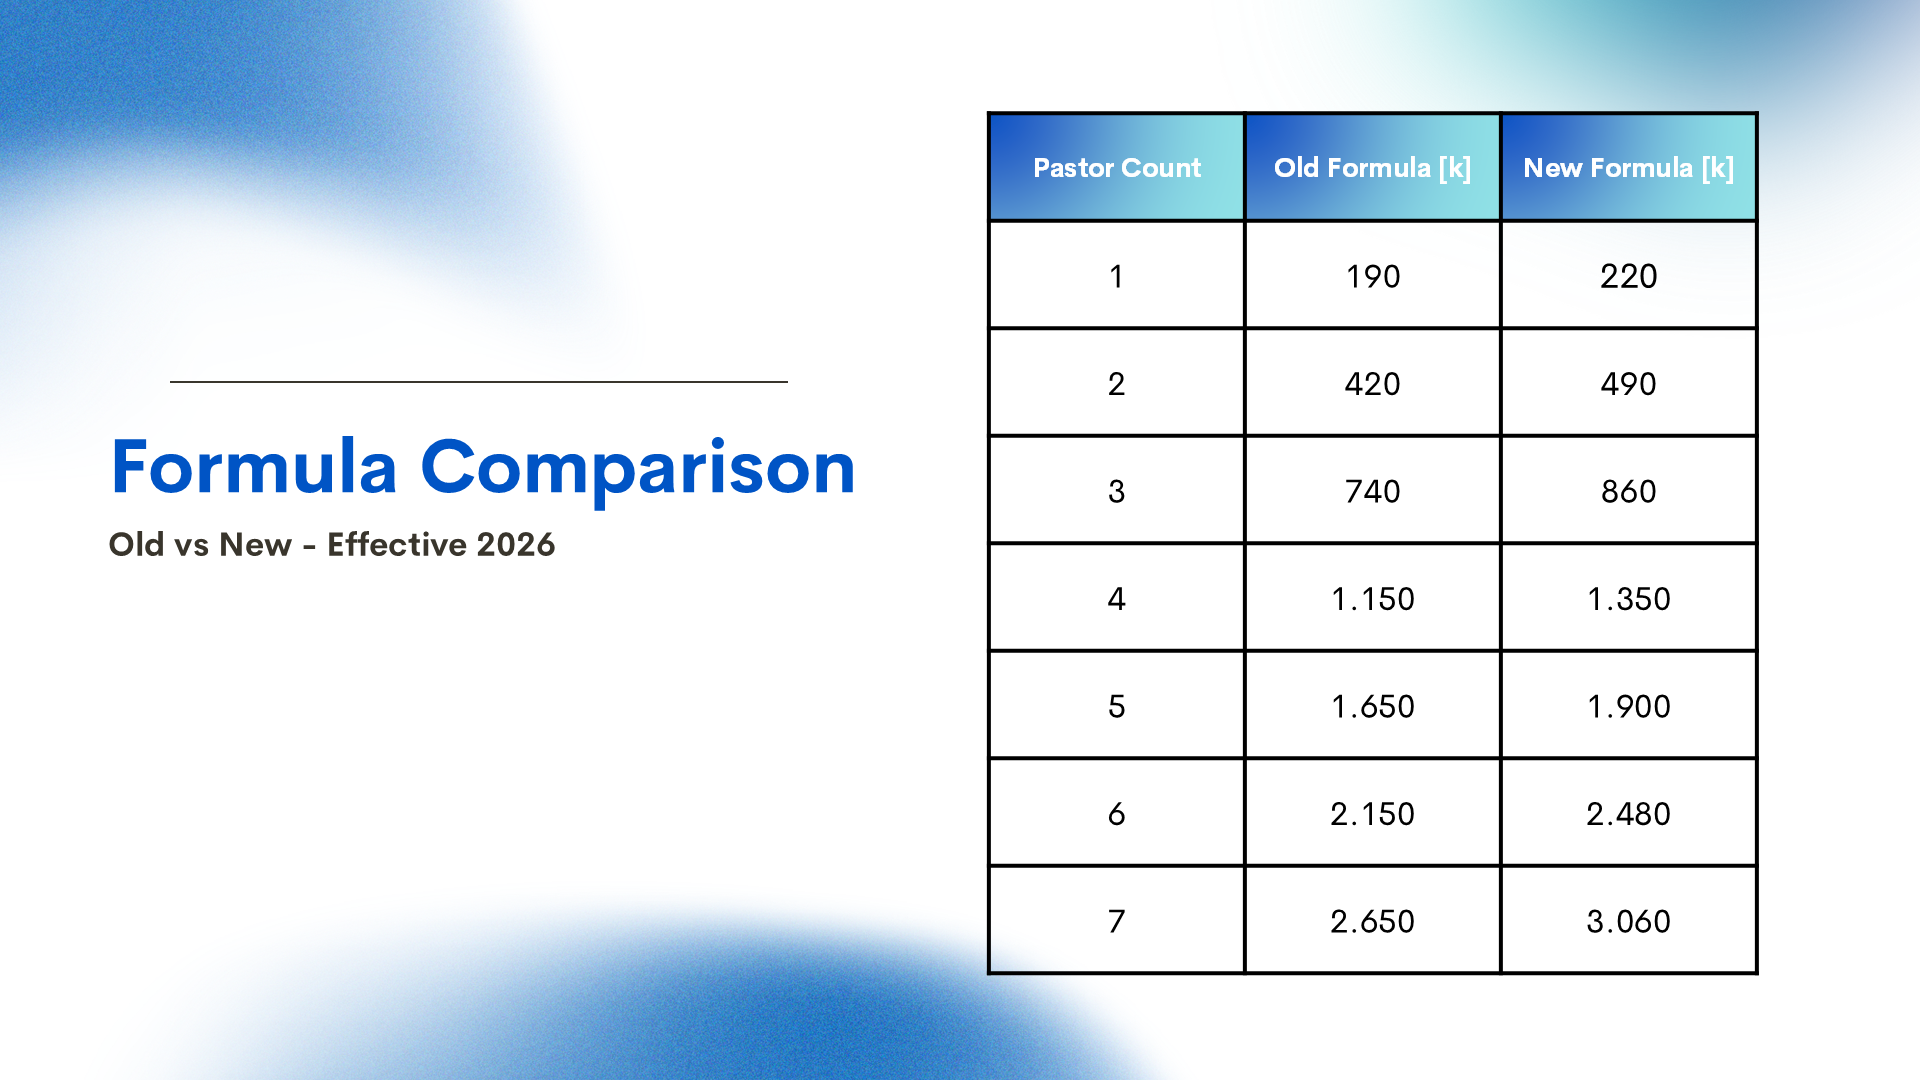 Formula Comparison
Old vs New - Effective 2026
Pastor Count Old Formula [k] New Formula [k]
1 190 220
2 420 490
3 740 860
4 1.150 1.350
5 1.650 1.900
6 2.150 2.480
7 2.650 3.060